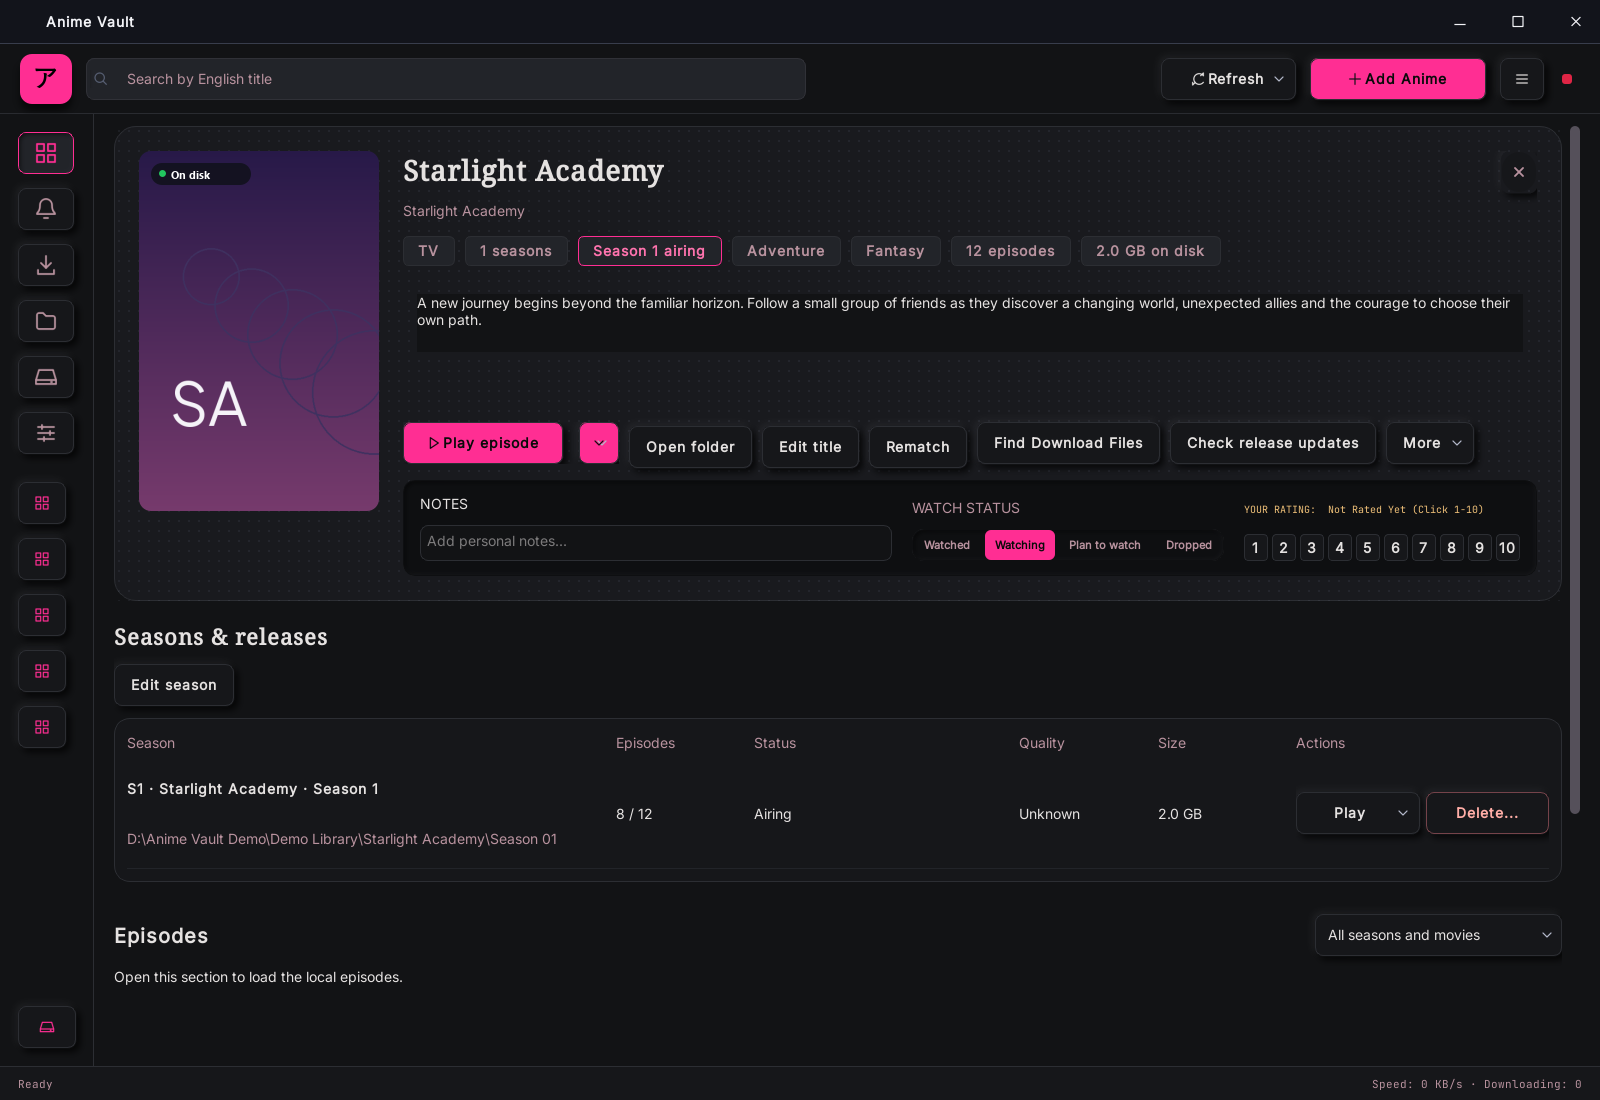 Anime Vault
ア
Search by English title
Refresh
Add Anime
On disk
SA
Starlight Academy
Starlight Academy
TV
1 seasons
Season 1 airing
Adventure
Fantasy
12 episodes
2.0 GB on disk
A new journey begins beyond the familiar horizon. Follow a small group of friends as they discover a changing world, unexpected allies and the courage to choose their
own path.
Play episode
Open folder
Edit title
Rematch
Find Download Files
Check release updates
More
NOTES
Add personal notes...
WATCH STATUS
Watched
Watching
Plan to watch
Dropped
YOUR RATING: Not Rated Yet (Click 1-10)
1 2 3 4 5 6 7 8 9 10
Seasons & releases
Edit season
Season Episodes Status Quality Size Actions
S1 · Starlight Academy · Season 1
8 / 12 Airing Unknown 2.0 GB Play Delete...
D:\Anime Vault Demo\Demo Library\Starlight Academy\Season 01
Episodes
All seasons and movies
Open this section to load the local episodes.
Ready
Speed: 0 KB/s · Downloading: 0